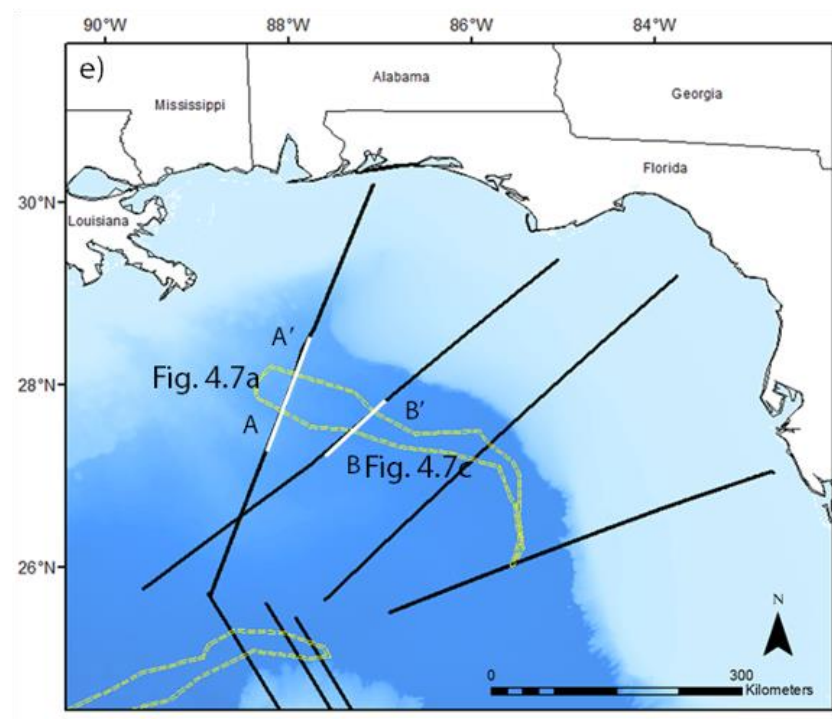 90°W 88°W 86°W 84°W
e)
Alabama
Mississippi
Georgia
Florida
30°N
Louisiana
A'
28°N
Fig. 4.7a
B'
A
B Fig. 4.7c
26°N
N
0 300
Kilometers